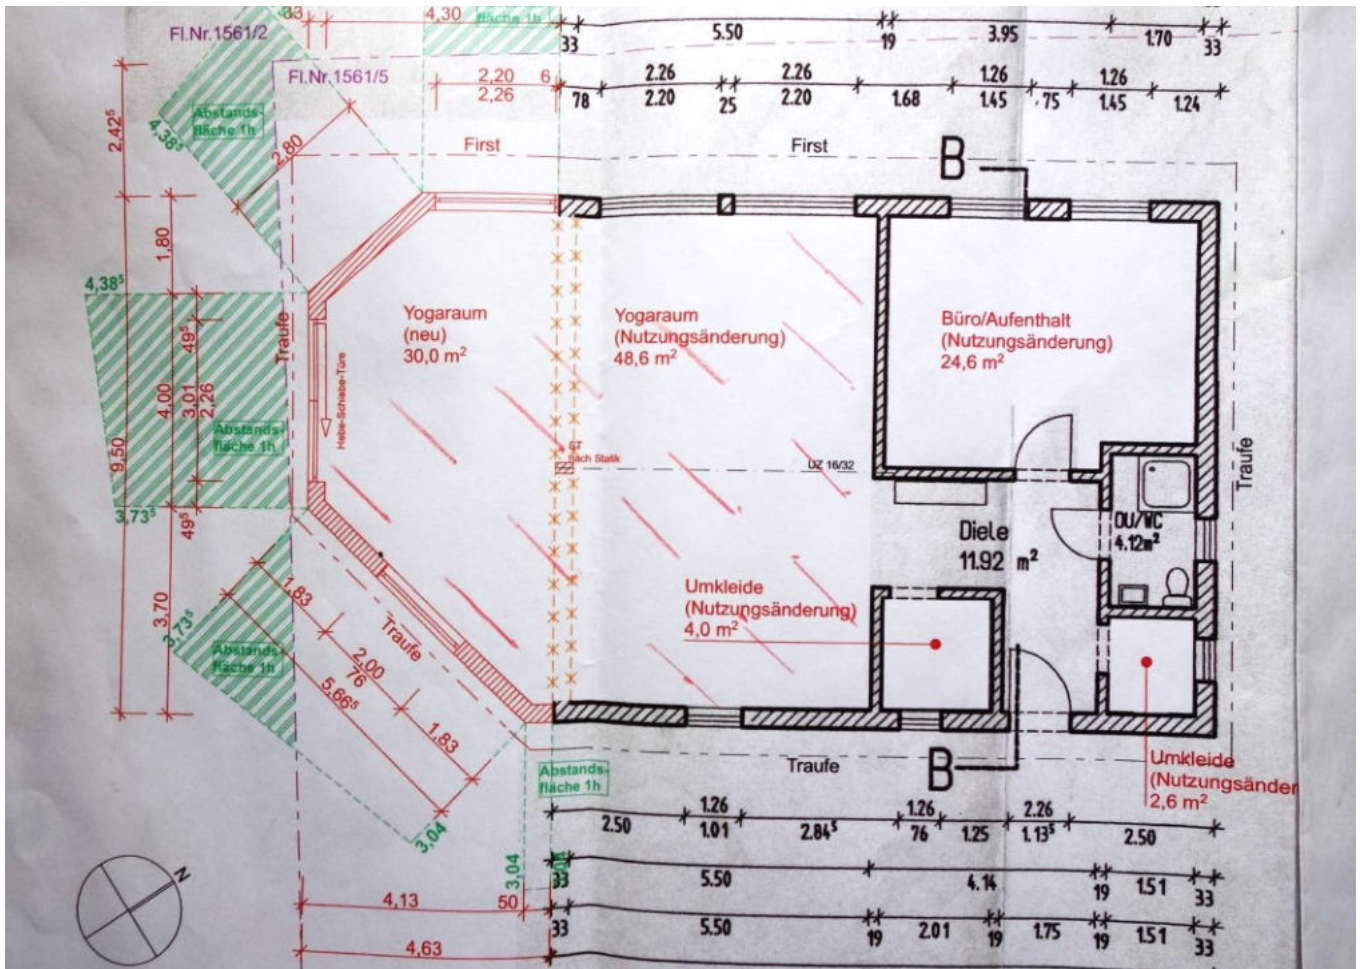 33
4,30
fläche 1h
Fl.Nr.1561/2
33
5.50
19
3.95
1.70
33
Fl.Nr.1561/5
2,20 6
2,26
2.26
2.26
1.26
1.26
78
2.20
25
2.20
1.68
1.45
75
1.45
1.24
Abstands-
fläche 1h
4,38⁵
2,42⁵
2,80
First
First
B
1,80
4,38⁵
Traufe
49⁵
4,00
3,01
2,26
9,50
Hebe-Schiebe-Türe
Yogaraum
(neu)
30,0 m²
Yogaraum
(Nutzungsänderung)
48,6 m²
Büro/Aufenthalt
(Nutzungsänderung)
24,6 m²
Abstands-
fläche 1h
ST
nach Statik
ÜZ 16/32
Traufe
3,73⁵
49⁵
Diele
11.92 m²
DU/WC
4.12m²
Umkleide
(Nutzungsänderung)
4,0 m²
3,70
1,83
3,73⁵
Abstands-
fläche 1h
Traufe
2,00
76
5,66⁵
1,83
3,04
Abstands-
fläche 1h
Traufe
B
Umkleide
(Nutzungsänder
2,6 m²
1.26
1.26
2.26
2.50
1.01
2.84⁵
76
1.25
1.13⁵
2.50
3,04
33
5.50
4.14
19
1.51
33
4,13
50
33
5.50
19
2.01
19
1.75
19
1.51
33
4,63
N